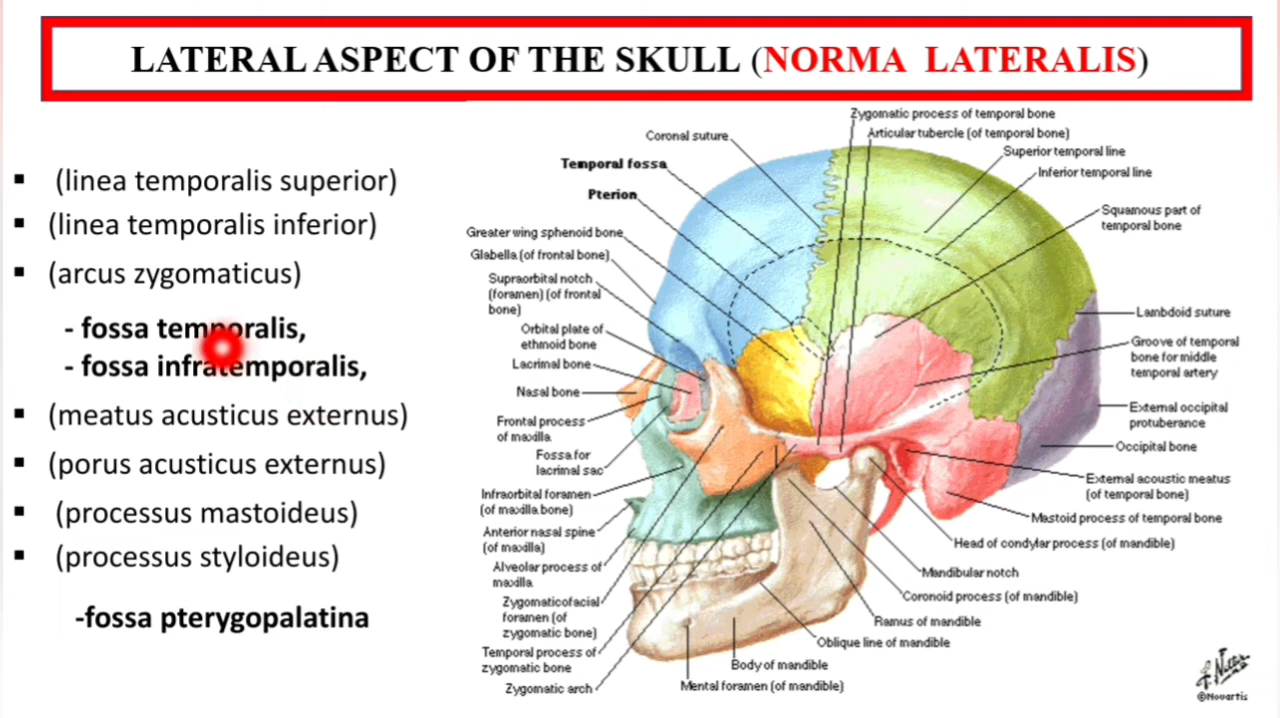 LATERAL ASPECT OF THE SKULL (NORMA LATERALIS)
▪ (linea temporalis superior)
▪ (linea temporalis inferior)
▪ (arcus zygomaticus)
- fossa temporalis,
- fossa infratemporalis,
▪ (meatus acusticus externus)
▪ (porus acusticus externus)
▪ (processus mastoideus)
▪ (processus styloideus)
-fossa pterygopalatina
Coronal suture
Temporal fossa
Pterion
Greater wing sphenoid bone
Glabella (of frontal bone)
Supraorbital notch
(foramen) (of frontal
bone)
Orbital plate of
ethmoid bone
Lacrimal bone
Nasal bone
Frontal process
of maxilla
Fossa for
lacrimal sac
Infraorbital foramen
(of maxilla bone)
Anterior nasal spine
(of maxilla)
Alveolar process of
maxilla
Zygomaticofacial
foramen (of
zygomatic bone)
Temporal process of
zygomatic bone
Zygomatic arch
Zygomatic process of temporal bone
Articular tubercle (of temporal bone)
Superior temporal line
Inferior temporal line
Squamous part of
temporal bone
Lambdoid suture
Groove of temporal
bone for middle
temporal artery
External occipital
protuberance
Occipital bone
External acoustic meatus
(of temporal bone)
Mastoid process of temporal bone
Head of condylar process (of mandible)
Mandibular notch
Coronoid process (of mandible)
Ramus of mandible
Oblique line of mandible
Body of mandible
Mental foramen (of mandible)
©Novartis